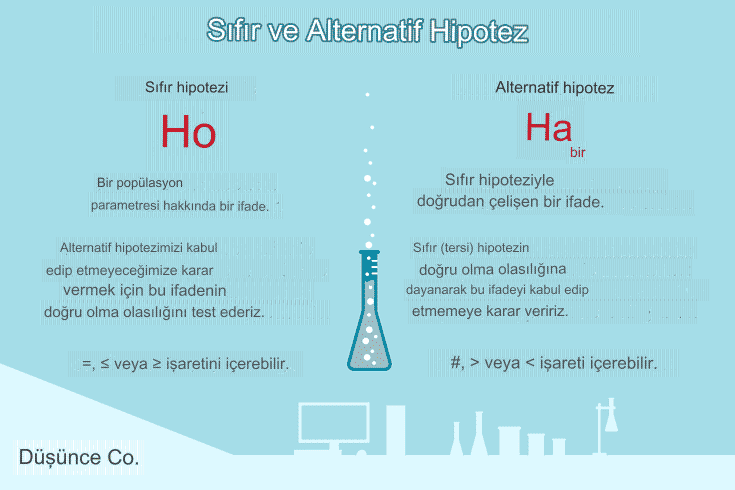 Sıfır ve Alternatif Hipotez
Sıfır hipotezi
Ho
Bir popülasyon
parametresi hakkında bir ifade.
Alternatif hipotezimizi kabul
edip etmeyeceğimize karar
vermek için bu ifadenin
doğru olma olasılığını test ederiz.
=, ≤ veya ≥ işaretini içerebilir.
Alternatif hipotez
Ha
bir
Sıfır hipoteziyle
doğrudan çelişen bir ifade.
Sıfır (tersi) hipotezin
doğru olma olasılığına
dayanarak bu ifadeyi kabul edip
etmemeye karar veririz.
#, > veya < işareti içerebilir.
Düşünce Co.